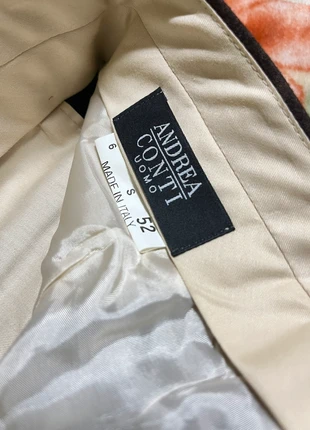 ANDREA
CONTI
UOMO
6 S 52
MADE IN ITALY